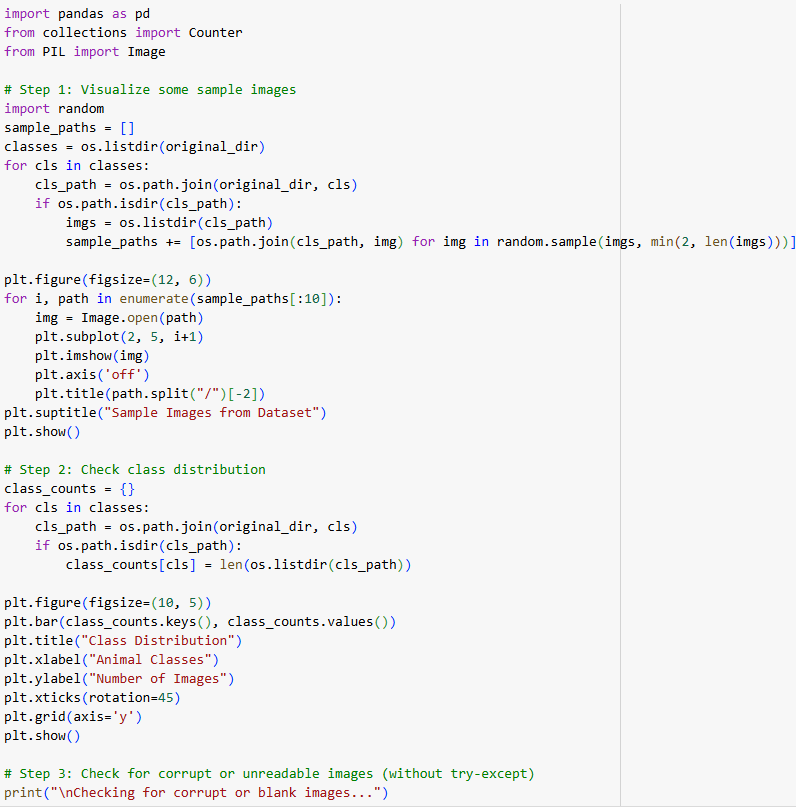 import pandas as pd
from collections import Counter
from PIL import Image

# Step 1: Visualize some sample images
import random
sample_paths = []
classes = os.listdir(original_dir)
for cls in classes:
    cls_path = os.path.join(original_dir, cls)
    if os.path.isdir(cls_path):
        imgs = os.listdir(cls_path)
        sample_paths += [os.path.join(cls_path, img) for img in random.sample(imgs, min(2, len(imgs)))]

plt.figure(figsize=(12, 6))
for i, path in enumerate(sample_paths[:10]):
    img = Image.open(path)
    plt.subplot(2, 5, i+1)
    plt.imshow(img)
    plt.axis('off')
    plt.title(path.split("/")[-2])
plt.suptitle("Sample Images from Dataset")
plt.show()

# Step 2: Check class distribution
class_counts = {}
for cls in classes:
    cls_path = os.path.join(original_dir, cls)
    if os.path.isdir(cls_path):
        class_counts[cls] = len(os.listdir(cls_path))

plt.figure(figsize=(10, 5))
plt.bar(class_counts.keys(), class_counts.values())
plt.title("Class Distribution")
plt.xlabel("Animal Classes")
plt.ylabel("Number of Images")
plt.xticks(rotation=45)
plt.grid(axis='y')
plt.show()

# Step 3: Check for corrupt or unreadable images (without try-except)
print("\nChecking for corrupt or blank images...")